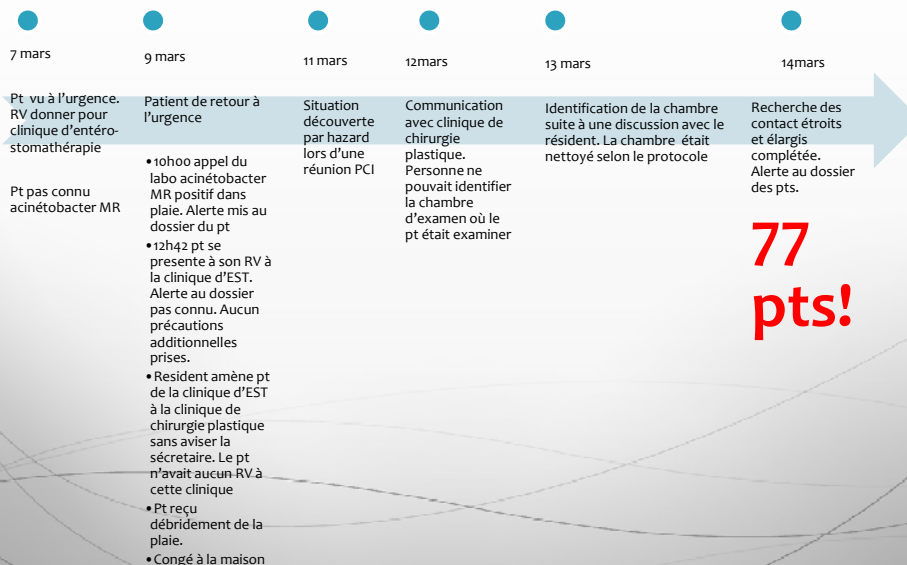 7 mars
Pt vu à l'urgence.
RV donner pour
clinique d'entéro-
stomathérapie
Pt pas connu
acinétobacter MR
9 mars
Patient de retour à
l'urgence
•10h00 appel du
labo acinétobacter
MR positif dans
plaie. Alerte mis au
dossier du pt
•12h42 pt se
presente à son RV à
la clinique d'EST.
Alerte au dossier
pas connu. Aucun
précautions
additionnelles
prises.
•Resident amène pt
de la clinique d'EST
à la clinique de
chirurgie plastique
sans aviser la
sécretaire. Le pt
n'avait aucun RV à
cette clinique
•Pt reçu
débridement de la
plaie.
•Congé à la maison
11 mars
Situation
découverte
par hazard
lors d'une
réunion PCI
12mars
Communication
avec clinique de
chirurgie
plastique.
Personne ne
pouvait identifier
la chambre
d'examen où le
pt était examiner
13 mars
Identification de la chambre
suite à une discussion avec le
résident. La chambre était
nettoyé selon le protocole
14mars
Recherche des
contact étroits
et élargis
complétée.
Alerte au dossier
des pts.
77
pts!